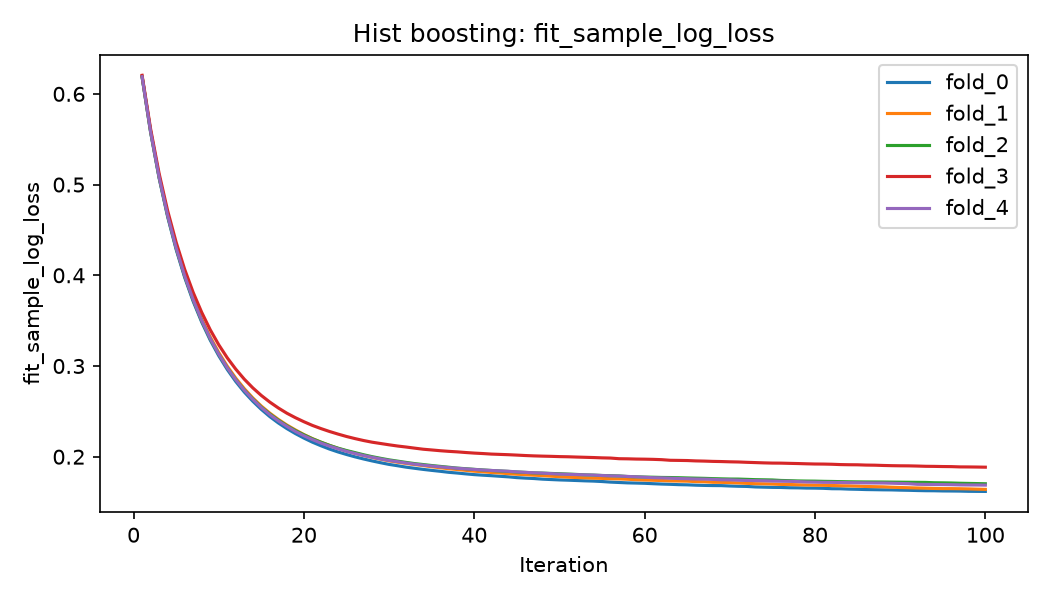 Hist boosting: fit_sample_log_loss
fit_sample_log_loss
0.6
0.5
0.4
0.3
0.2
0
20
40
60
80
100
Iteration
fold_0
fold_1
fold_2
fold_3
fold_4